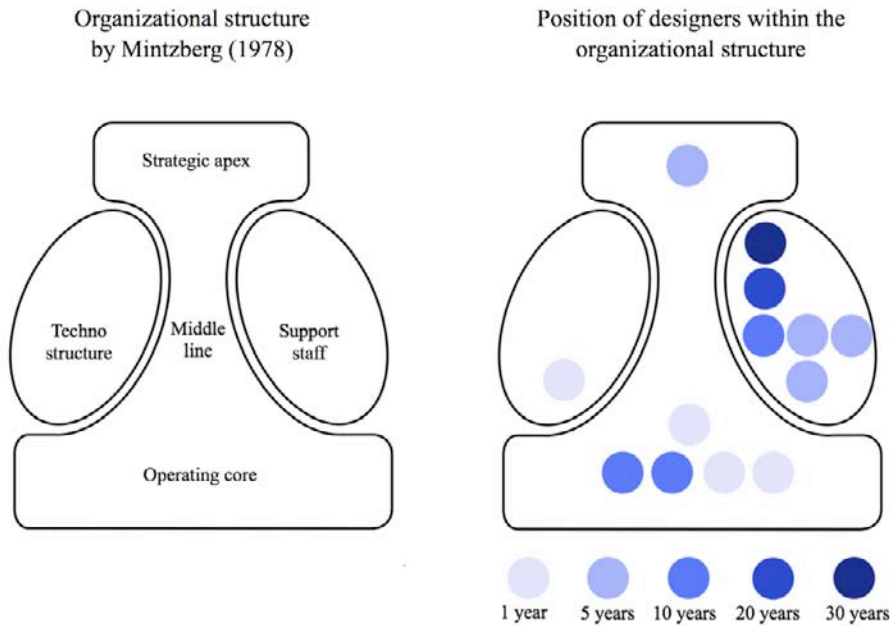 Organizational structure
by Mintzberg (1978)
Position of designers within the
organizational structure
Strategic apex
Techno
structure
Middle
line
Support
staff
Operating core
1 year
5 years
10 years
20 years
30 years